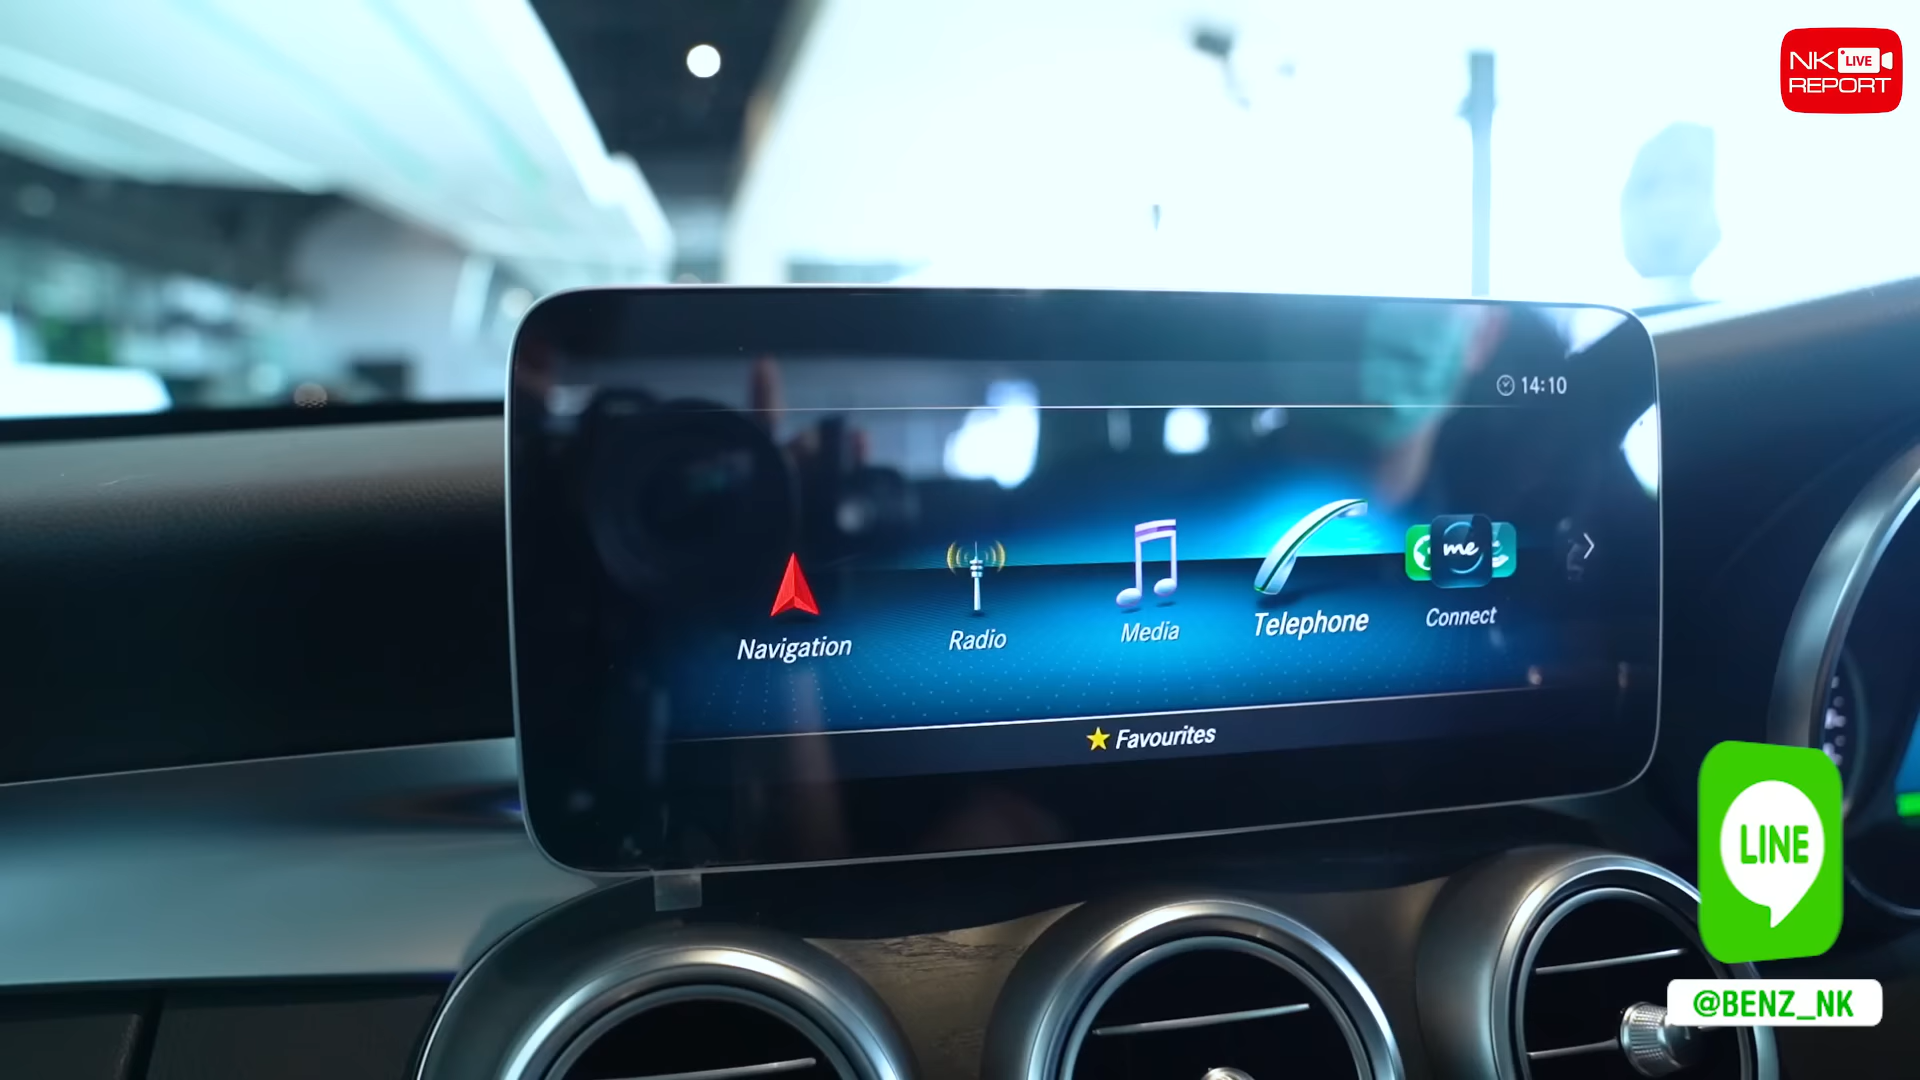 NK LIVE
REPORT
14:10
Navigation
Radio
Media
Telephone
me
Connect
Favourites
LINE
@BENZ_NK